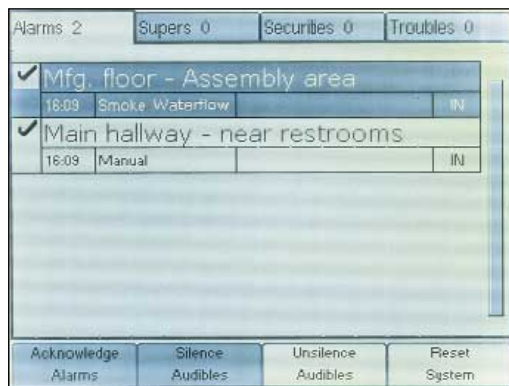 Alarms 2 Supers 0 Securities 0 Troubles 0
Mfg. floor - Assembly area
16:09 Smoke Waterflow IN
Main hallway - near restrooms
16:09 Manual IN
Acknowledge Silence Unsilence Reset
Alarms Audibles Audibles System